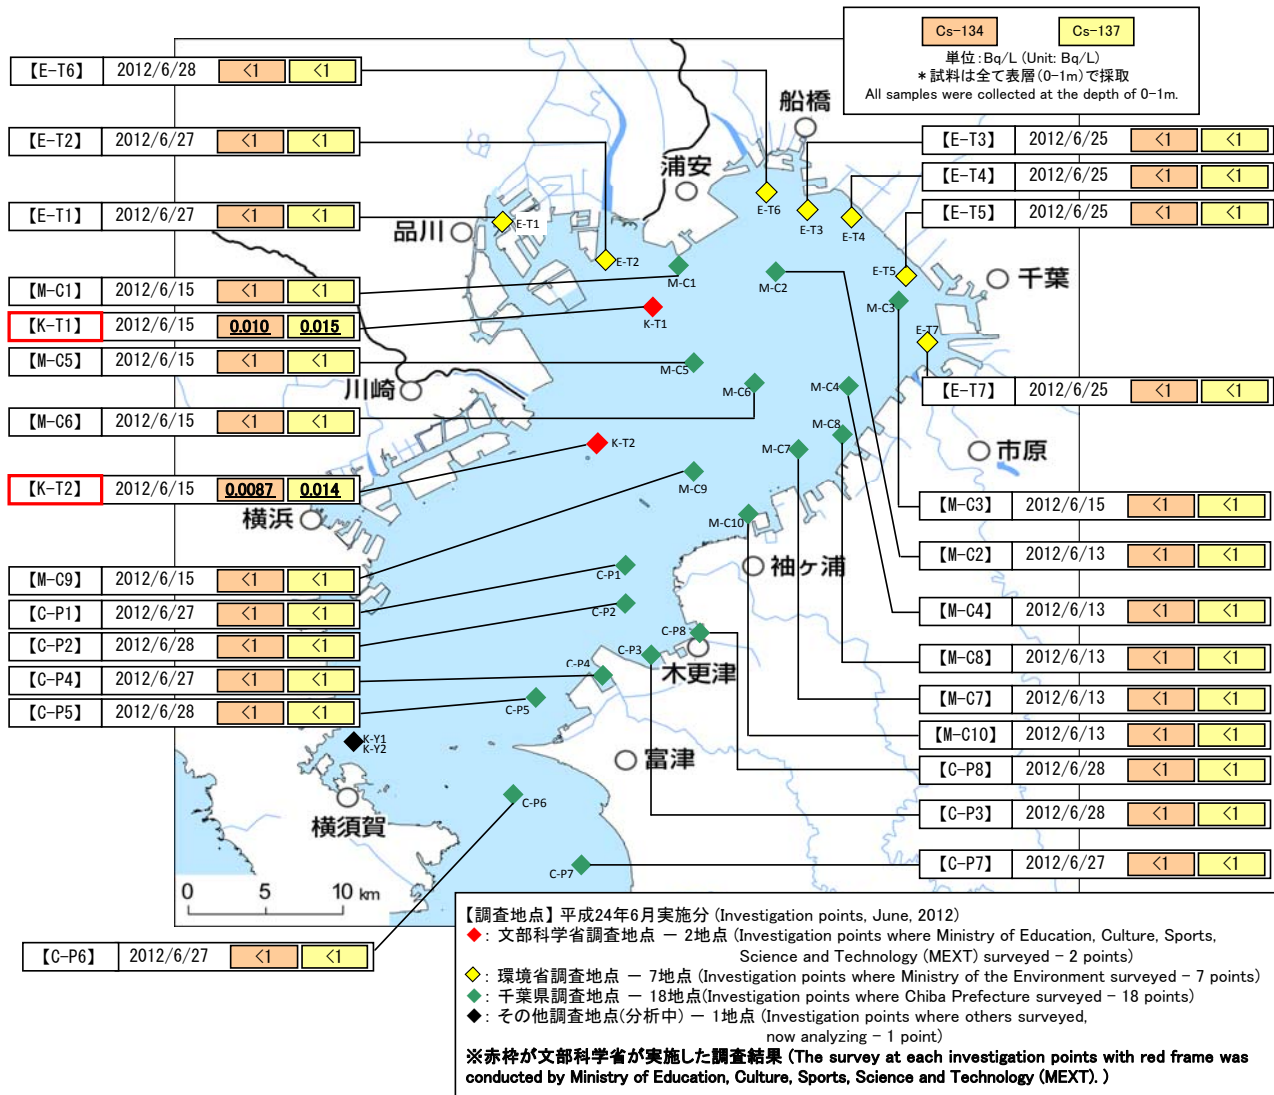 Cs-134 Cs-137
単位:Bq/L (Unit: Bq/L)
*試料は全て表層(0-1m)で採取
All samples were collected at the depth of 0-1m.
【E-T6】 2012/6/28 <1 <1
【E-T2】 2012/6/27 <1 <1
【E-T1】 2012/6/27 <1 <1
【M-C1】 2012/6/15 <1 <1
【K-T1】 2012/6/15 0.010 0.015
【M-C5】 2012/6/15 <1 <1
【M-C6】 2012/6/15 <1 <1
【K-T2】 2012/6/15 0.0087 0.014
【M-C9】 2012/6/15 <1 <1
【C-P1】 2012/6/27 <1 <1
【C-P2】 2012/6/28 <1 <1
【C-P4】 2012/6/27 <1 <1
【C-P5】 2012/6/28 <1 <1
【C-P6】 2012/6/27 <1 <1
【E-T3】 2012/6/25 <1 <1
【E-T4】 2012/6/25 <1 <1
【E-T5】 2012/6/25 <1 <1
【E-T7】 2012/6/25 <1 <1
【M-C3】 2012/6/15 <1 <1
【M-C2】 2012/6/13 <1 <1
【M-C4】 2012/6/13 <1 <1
【M-C8】 2012/6/13 <1 <1
【M-C7】 2012/6/13 <1 <1
【M-C10】 2012/6/13 <1 <1
【C-P8】 2012/6/28 <1 <1
【C-P3】 2012/6/28 <1 <1
【C-P7】 2012/6/27 <1 <1
船橋
浦安
品川
千葉
川崎
市原
横浜
袖ヶ浦
木更津
富津
横須賀
E-T6
E-T3
E-T4
E-T1
E-T2
E-T5
M-C1
M-C2
M-C3
K-T1
E-T7
M-C5
M-C6
M-C4
K-T2
M-C8
M-C7
M-C9
M-C10
C-P1
C-P2
C-P8
C-P3
C-P4
C-P5
K-Y1
K-Y2
C-P6
C-P7
0 5 10 km
【調査地点】平成24年6月実施分 (Investigation points, June, 2012)
◆: 文部科学省調査地点 － 2地点 (Investigation points where Ministry of Education, Culture, Sports,
Science and Technology (MEXT) surveyed - 2 points)
◇: 環境省調査地点 － 7地点 (Investigation points where Ministry of the Environment surveyed - 7 points)
◆: 千葉県調査地点 － 18地点(Investigation points where Chiba Prefecture surveyed - 18 points)
◆: その他調査地点(分析中) － 1地点 (Investigation points where others surveyed,
now analyzing - 1 point)
※赤枠が文部科学省が実施した調査結果 (The survey at each investigation points with red frame was
conducted by Ministry of Education, Culture, Sports, Science and Technology (MEXT). )